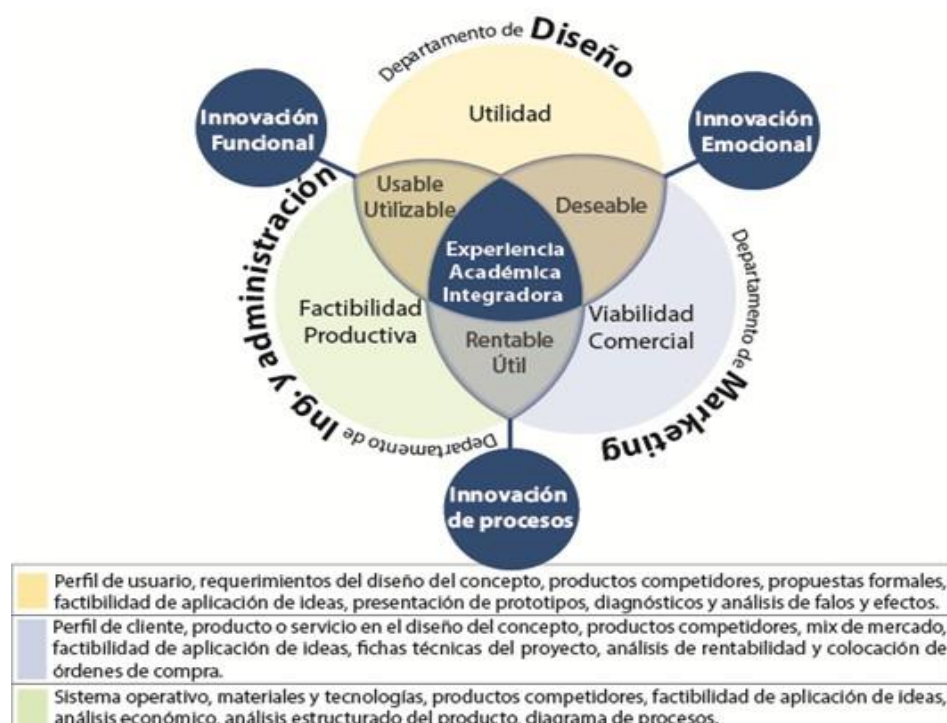 Departamento de Diseño
Innovación
Funcional
Innovación
Emocional
Utilidad
Usable
Utilizable
Deseable
Experiencia
Académica
Integradora
Factibilidad
Productiva
Viabilidad
Comercial
Rentable
Útil
Departamento de Ing. y administración
Departamento de Marketing
Innovación
de procesos
Perfil de usuario, requerimientos del diseño del concepto, productos competidores, propuestas formales,
factibilidad de aplicación de ideas, presentación de prototipos, diagnósticos y análisis de falos y efectos.
Perfil de cliente, producto o servicio en el diseño del concepto, productos competidores, mix de mercado,
factibilidad de aplicación de ideas, fichas técnicas del proyecto, análisis de rentabilidad y colocación de
órdenes de compra.
Sistema operativo, materiales y tecnologías, productos competidores, factibilidad de aplicación de ideas,
análisis económico, análisis estructurado del producto, diagrama de procesos.